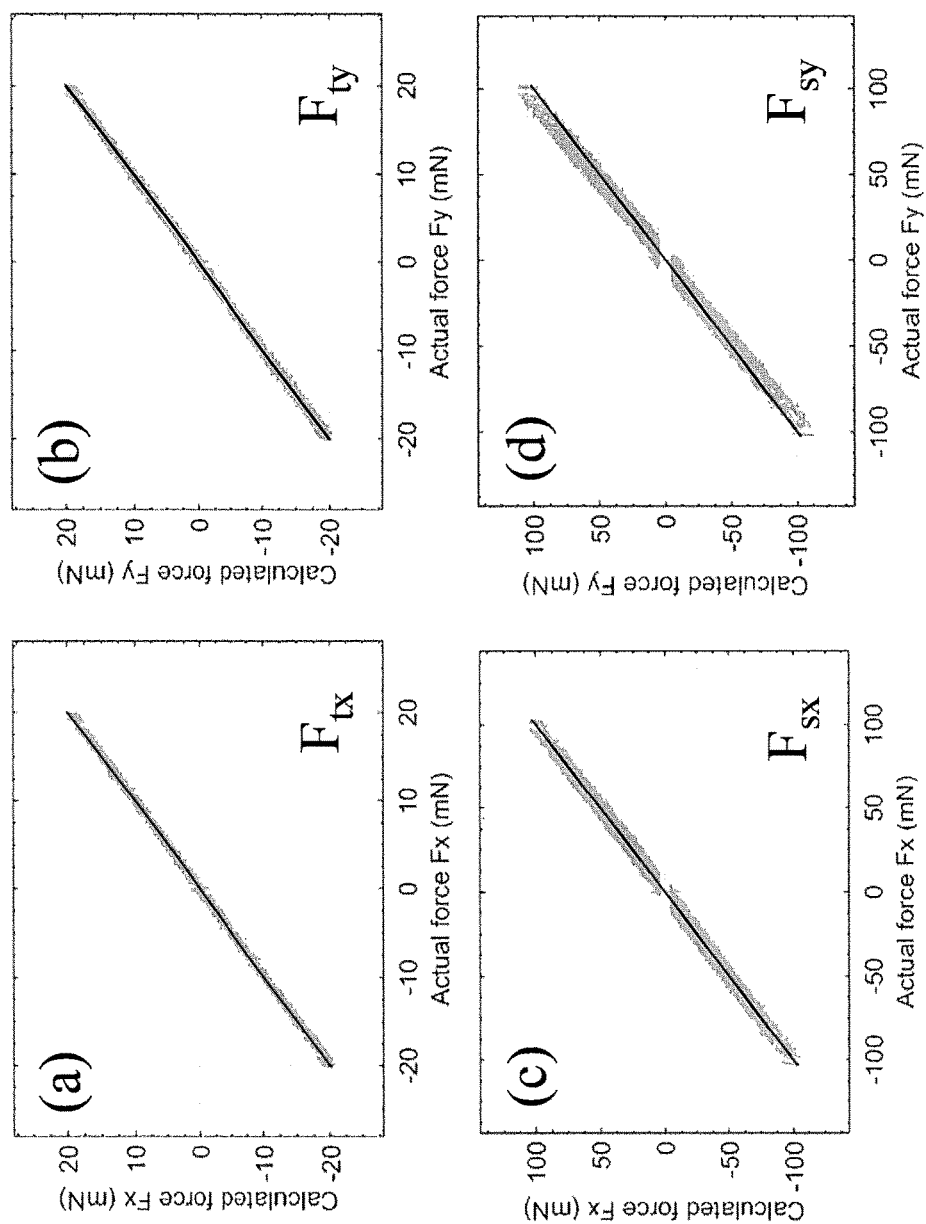 (a)
Calculated force Fx (mN)
20
10
0
-10
-20
F_tx
-20
-10
0
10
20
Actual force Fx (mN)
(b)
Calculated force Fy (mN)
20
10
0
-10
-20
F_ty
-20
-10
0
10
20
Actual force Fy (mN)
(c)
Calculated force Fx (mN)
100
50
0
-50
-100
F_sx
-100
-50
0
50
100
Actual force Fx (mN)
(d)
Calculated force Fy (mN)
100
50
0
-50
-100
F_sy
-100
-50
0
50
100
Actual force Fy (mN)